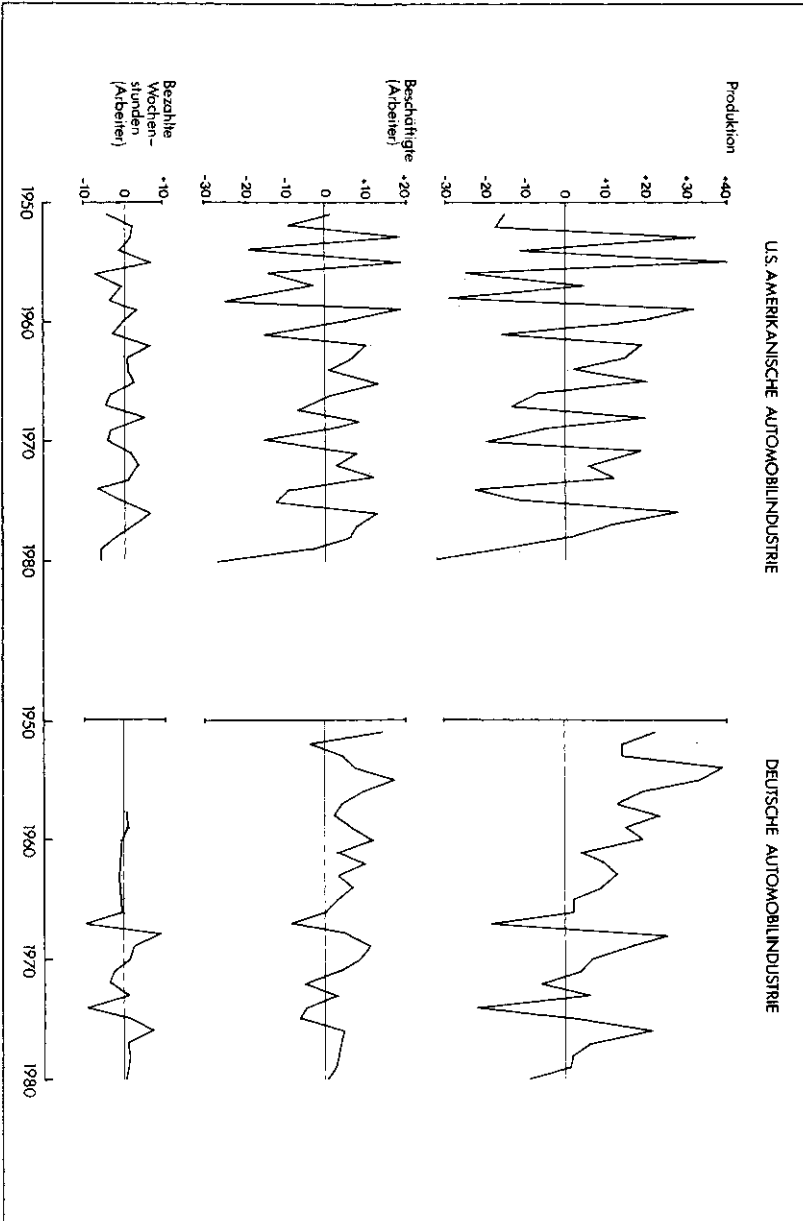 U.S.AMERIKANISCHE AUTOMOBILINDUSTRIE
DEUTSCHE AUTOMOBILINDUSTRIE
Produktion
+40
+30
+20
+10
0
-10
-20
-30
Beschäftigte
(Arbeiter)
+20
+10
0
-10
-20
-30
Bezahlte
Wochen-
stunden
(Arbeiter)
+10
0
-10
1950
1960
1970
1980
1950
1960
1970
1980